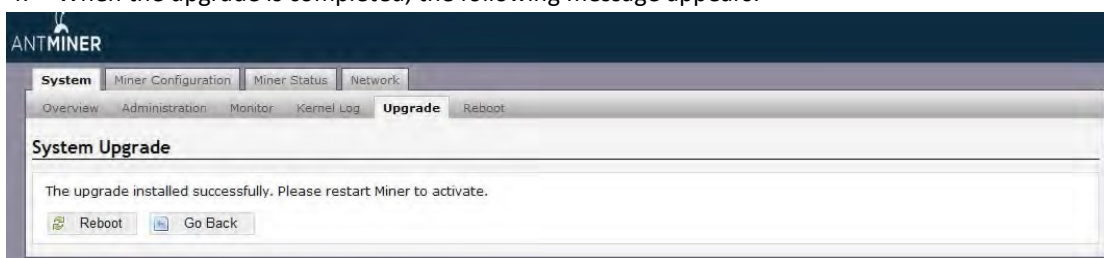 4. When the upgrade is completed, the following message appears:
ANTMINER
System Miner Configuration Miner Status Network
Overview Administration Monitor Kernel Log Upgrade Reboot
System Upgrade
The upgrade installed successfully. Please restart Miner to activate.
Reboot Go Back